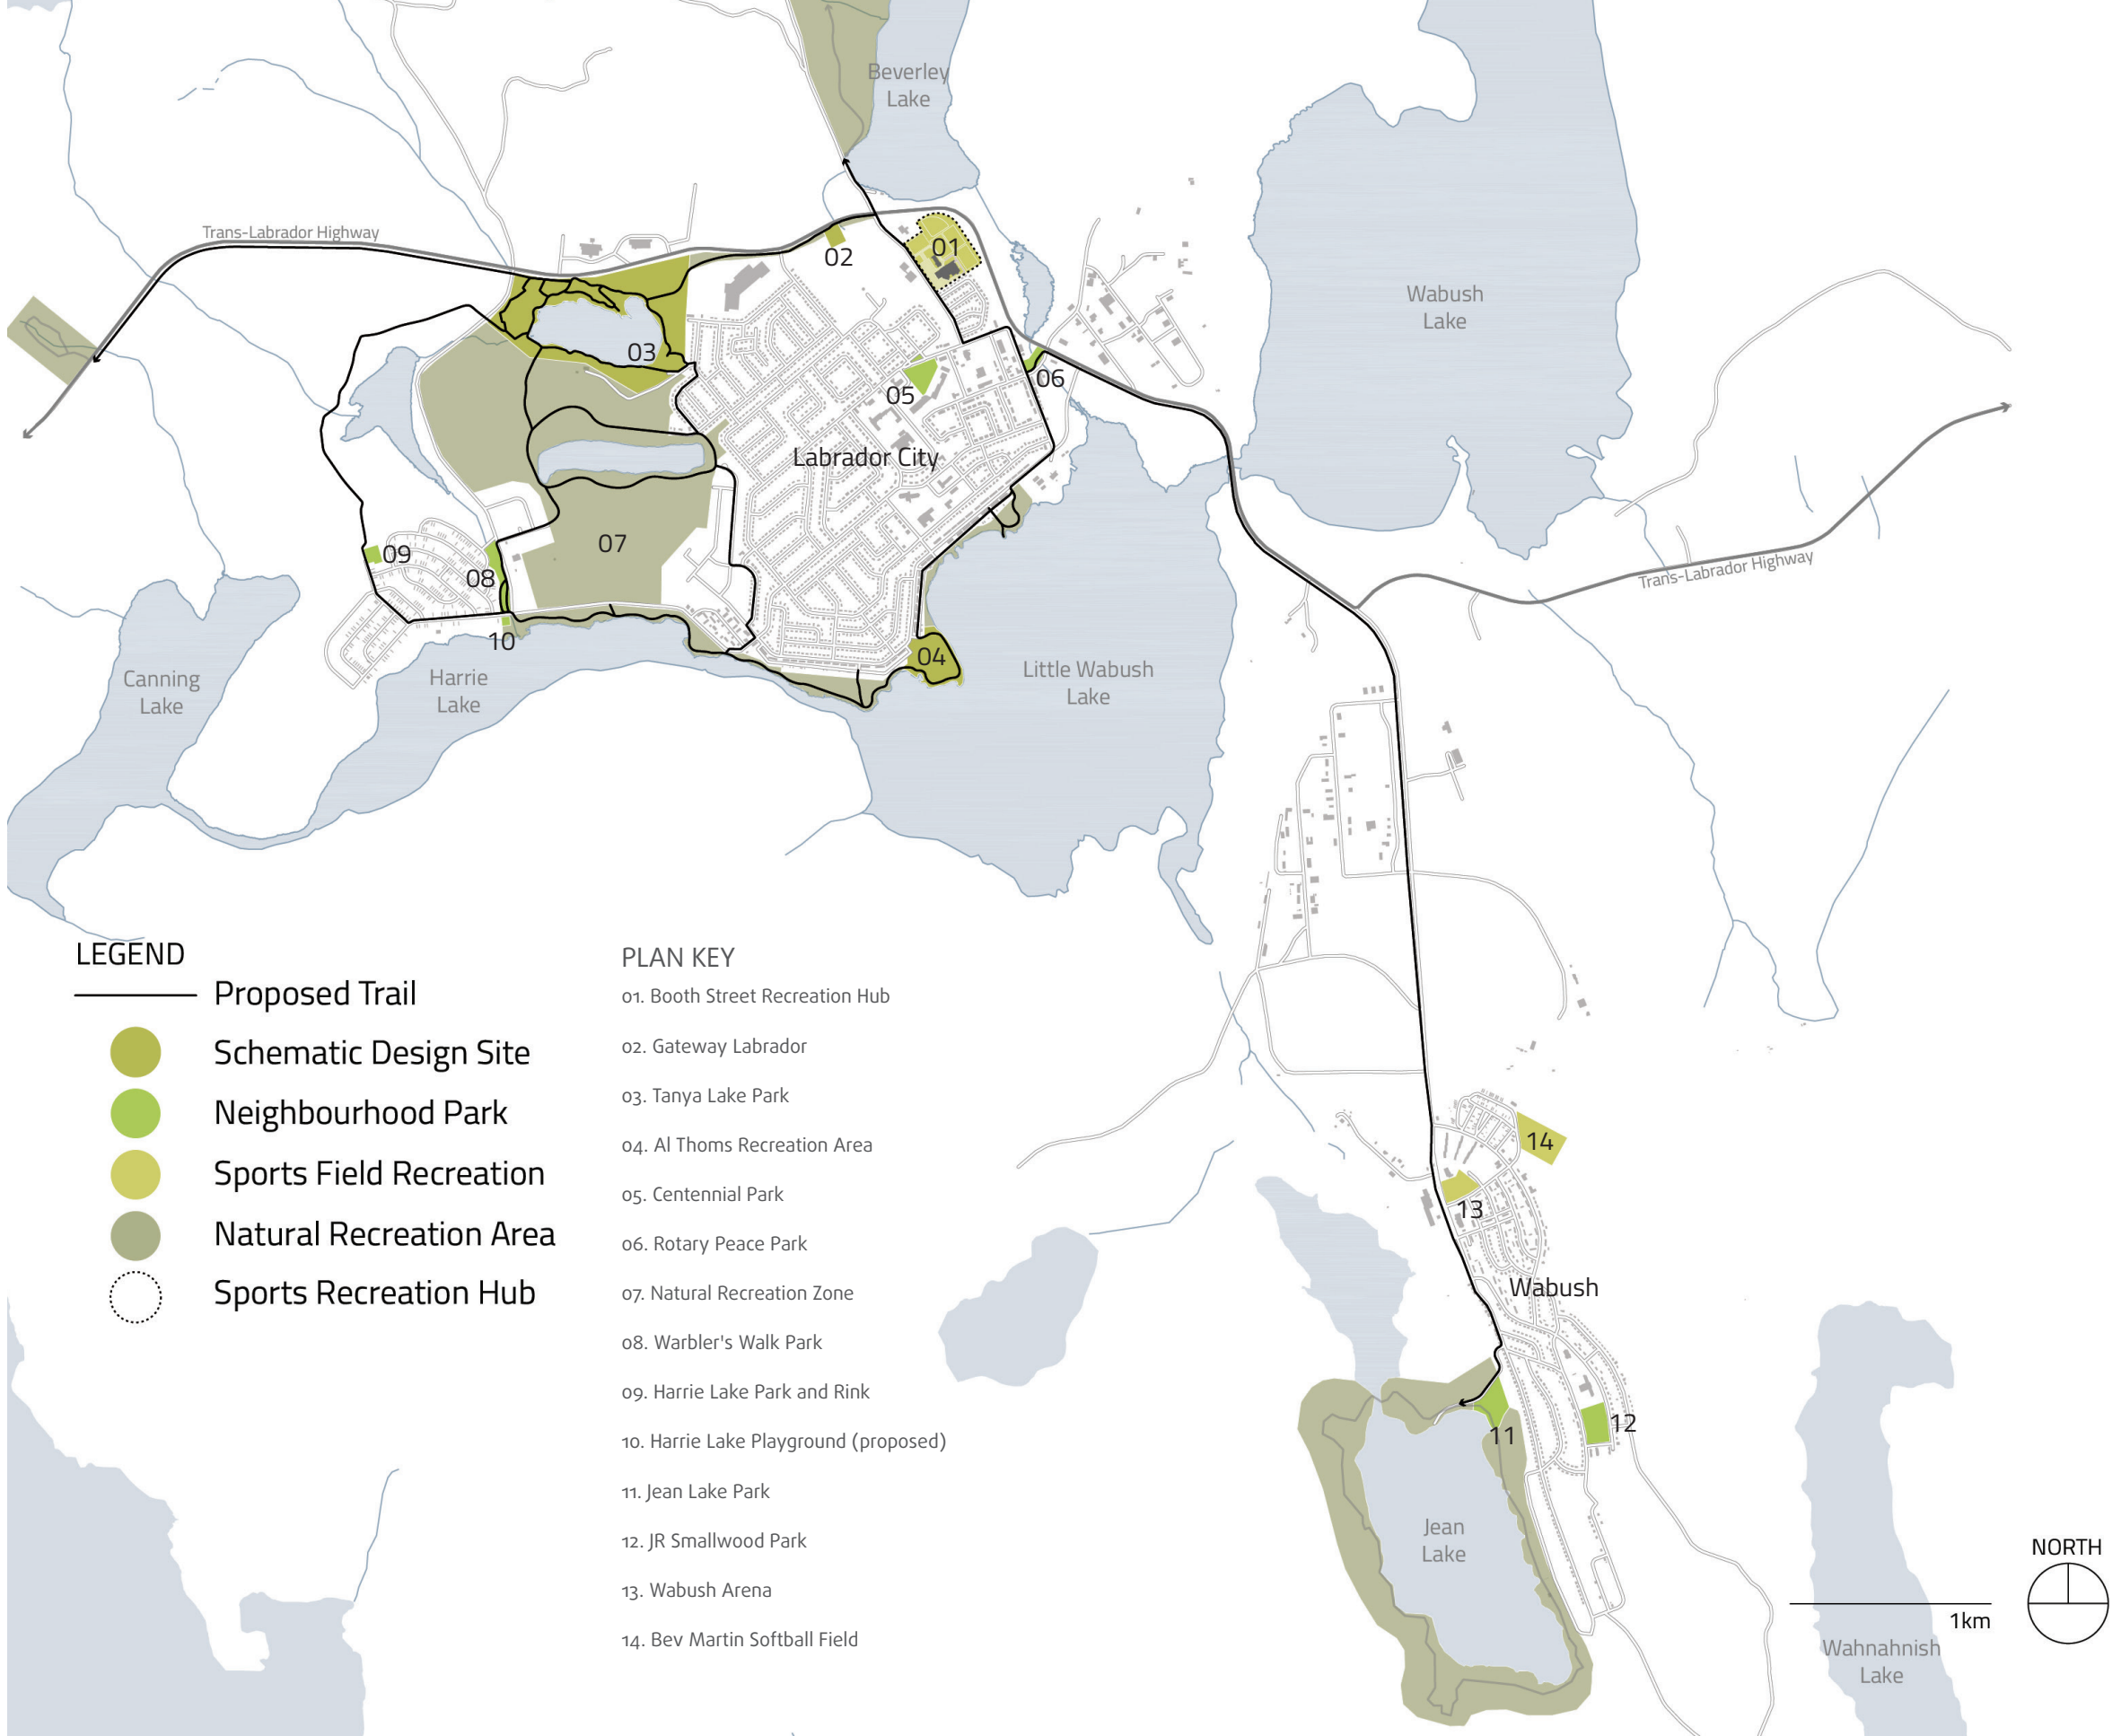 Beverley
Lake
Trans-Labrador Highway
01
02
Wabush
Lake
03
06
05
Labrador City
07
09
08
Trans-Labrador Highway
10
04
Canning
Lake
Harrie
Lake
Little Wabush
Lake
LEGEND
Proposed Trail
Schematic Design Site
Neighbourhood Park
Sports Field Recreation
Natural Recreation Area
Sports Recreation Hub
PLAN KEY
01. Booth Street Recreation Hub
02. Gateway Labrador
03. Tanya Lake Park
04. Al Thoms Recreation Area
05. Centennial Park
06. Rotary Peace Park
07. Natural Recreation Zone
08. Warbler's Walk Park
09. Harrie Lake Park and Rink
10. Harrie Lake Playground (proposed)
11. Jean Lake Park
12. JR Smallwood Park
13. Wabush Arena
14. Bev Martin Softball Field
14
13
Wabush
12
11
Jean
Lake
NORTH
1km
Wahnahnish
Lake